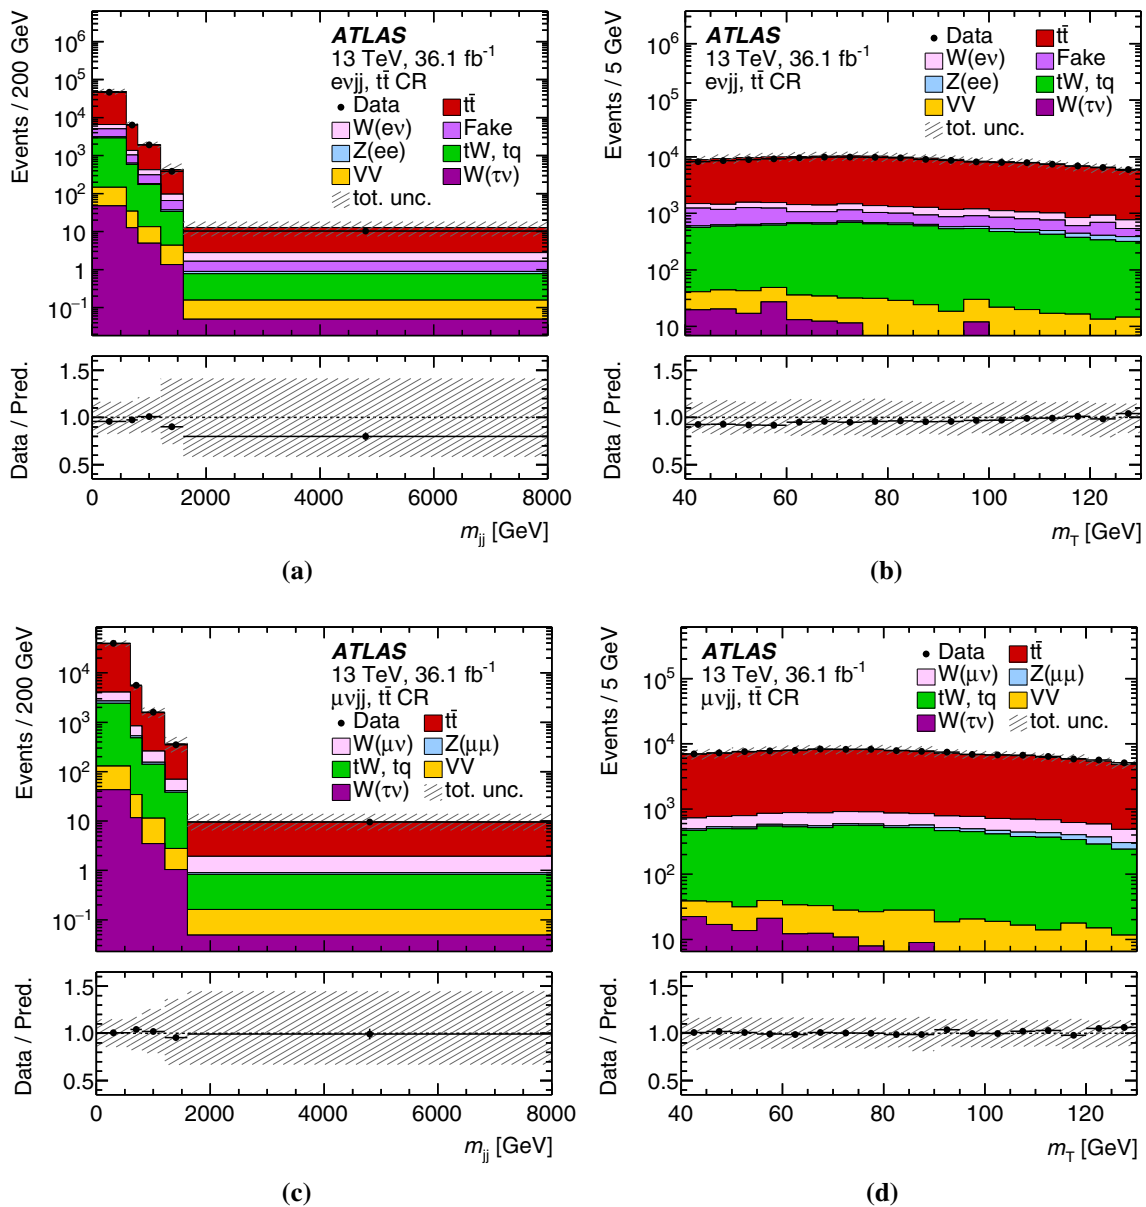 ATLAS
13 TeV, 36.1 fb⁻¹
eνjj, tt̄ CR
Data
tt̄
W(eν)
Fake
Z(ee)
tW, tq
VV
W(τν)
tot. unc.
Events / 200 GeV
10⁶
10⁵
10⁴
10³
10²
10
1
10⁻¹
Data / Pred.
1.5
1.0
0.5
0 2000 4000 6000 8000
m_jj [GeV]
(a)
ATLAS
13 TeV, 36.1 fb⁻¹
eνjj, tt̄ CR
Data
tt̄
W(eν)
Fake
Z(ee)
tW, tq
VV
W(τν)
tot. unc.
Events / 5 GeV
10⁶
10⁵
10⁴
10³
10²
10
Data / Pred.
1.5
1.0
0.5
40 60 80 100 120
m_T [GeV]
(b)
ATLAS
13 TeV, 36.1 fb⁻¹
μνjj, tt̄ CR
Data
tt̄
W(μν)
Z(μμ)
tW, tq
VV
W(τν)
tot. unc.
Events / 200 GeV
10⁴
10³
10²
10
1
10⁻¹
Data / Pred.
1.5
1.0
0.5
0 2000 4000 6000 8000
m_jj [GeV]
(c)
ATLAS
13 TeV, 36.1 fb⁻¹
μνjj, tt̄ CR
Data
tt̄
W(μν)
Z(μμ)
tW, tq
VV
W(τν)
tot. unc.
Events / 5 GeV
10⁵
10⁴
10³
10²
10
Data / Pred.
1.5
1.0
0.5
40 60 80 100 120
m_T [GeV]
(d)